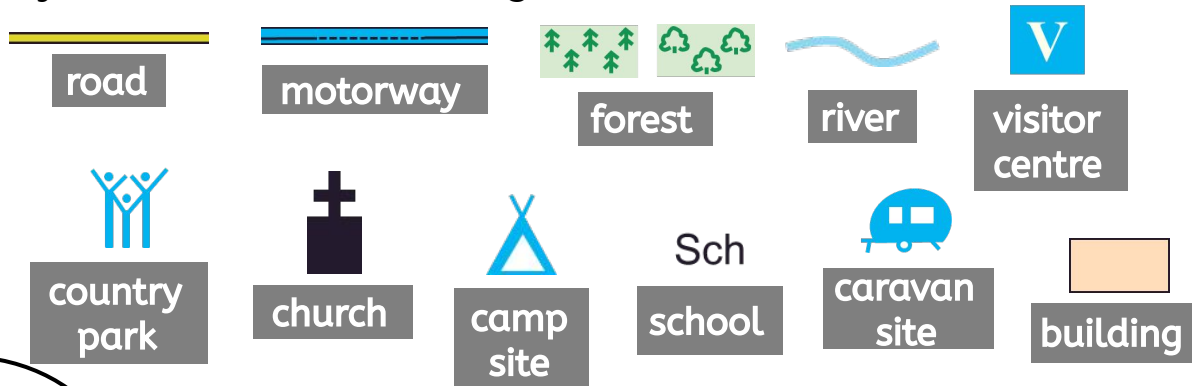 road
motorway
forest
river
V
visitor
centre
country
park
church
camp
site
Sch
school
caravan
site
building